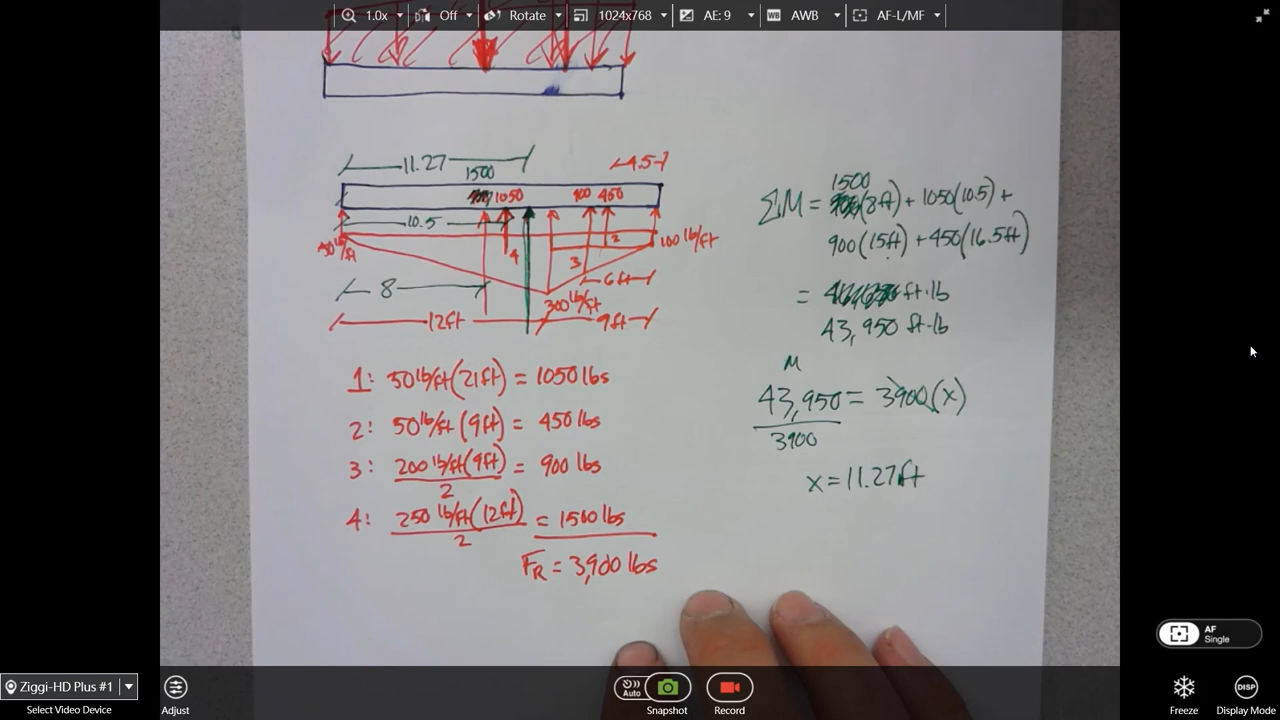 1.0x
Off
Rotate
1024x768
AE: 9
WB AWB
AF-L/MF
11.27
1500
4.5
1050
900
450
10.5
50 lb/ft
100 lb/ft
4
2
3
8
6ft
300 lb/ft
12ft
9ft
1: 50 lb/ft (21ft) = 1050 lbs
2: 50 lb/ft (9ft) = 450 lbs
3: 200 lb/ft (9ft) = 900 lbs
2
4: 250 lb/ft (12ft) = 1500 lbs
2
FR = 3,900 lbs
1500
ΣM = (8ft) + 1050(10.5) +
900(15ft) + 450(16.5ft)
= ft·lb
43,950 ft·lb
M
43,950 = 3900(x)
3900
x = 11.27 ft
AF
Single
Ziggi-HD Plus #1
Select Video Device
Adjust
Auto
Snapshot
Record
Freeze
DISP
Display Mode